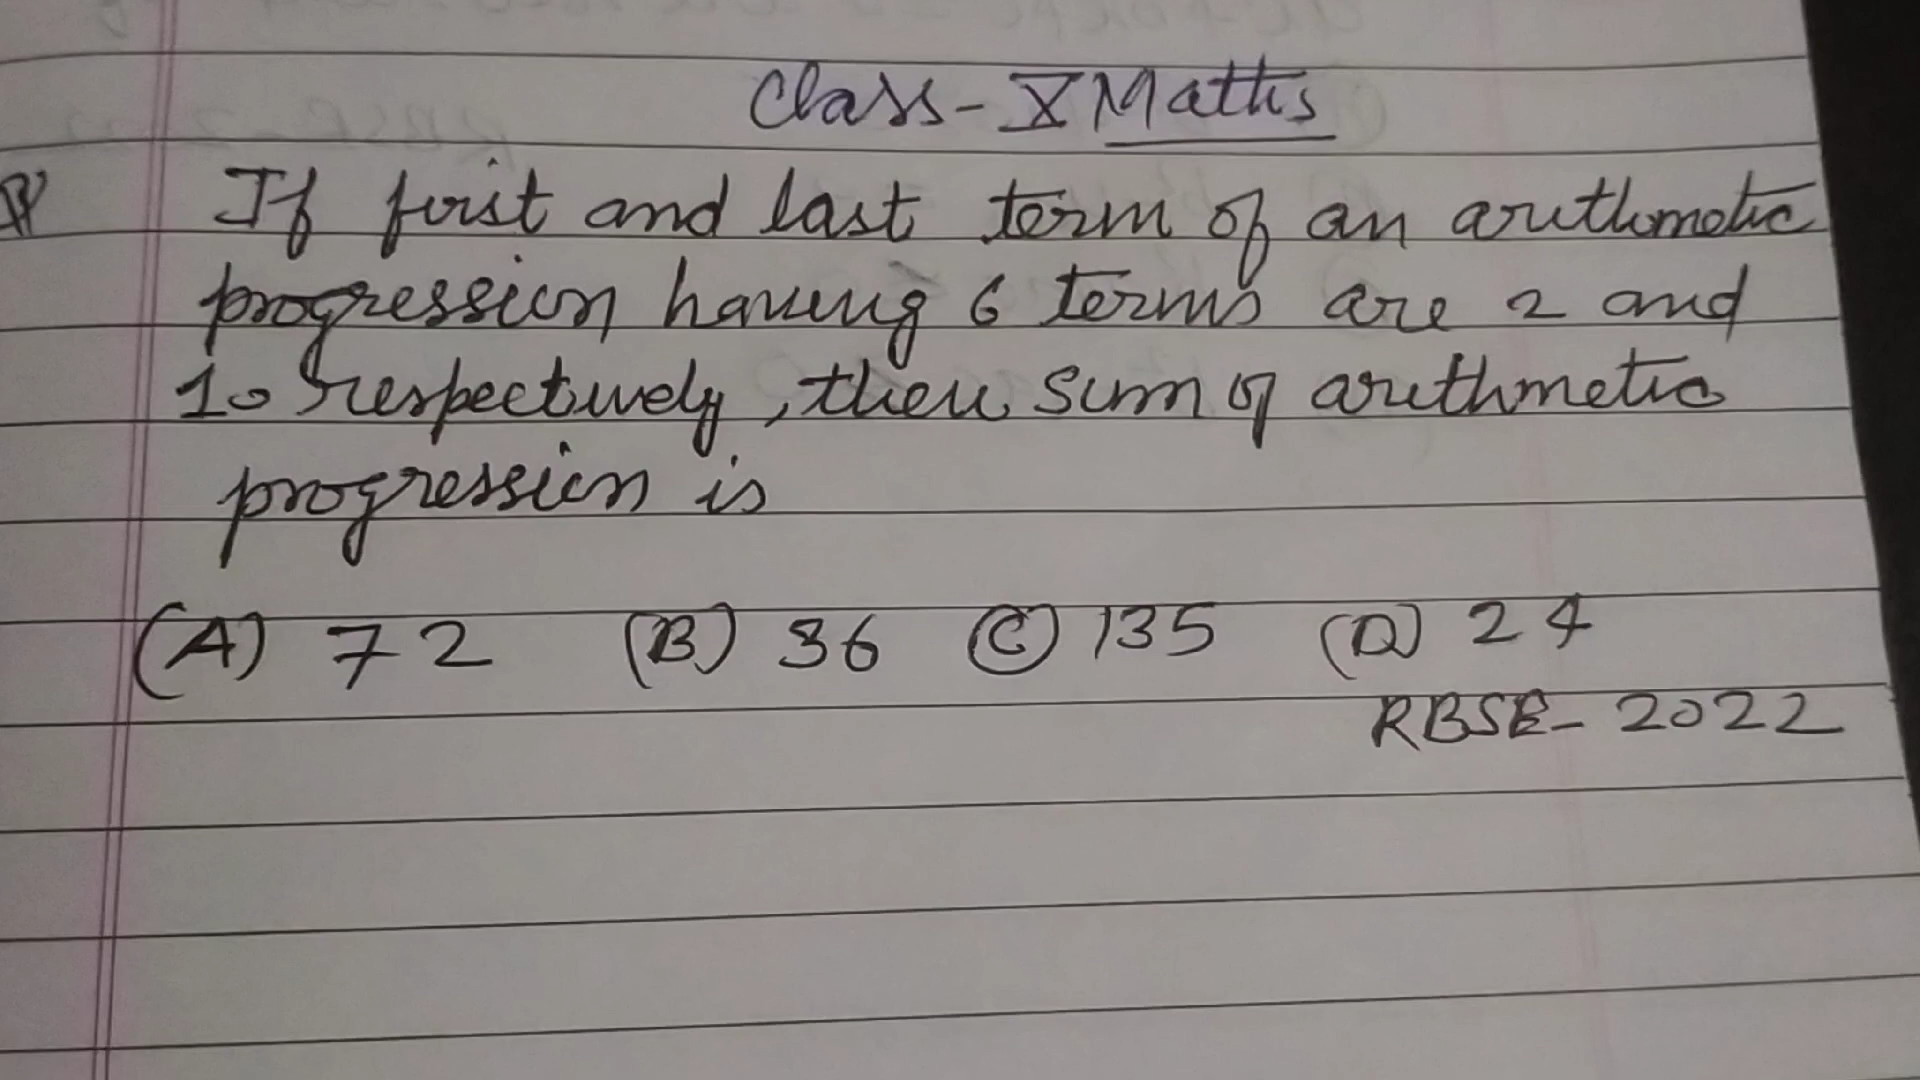 Class-X Maths
Q If first and last term of an arithmetic
progression having 6 terms are 2 and
10 respectively, then sum of arithmetic
progression is
(A) 72 (B) 36 (C) 135 (D) 24
RBSE-2022